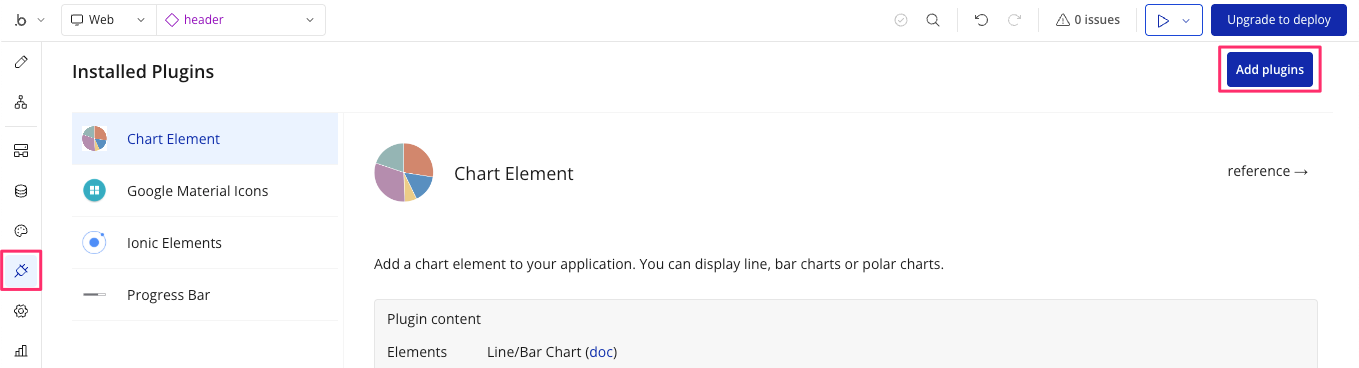 .b Web header 0 issues Upgrade to deploy
Installed Plugins Add plugins
Chart Element
Google Material Icons
Ionic Elements
Progress Bar
Chart Element reference →
Add a chart element to your application. You can display line, bar charts or polar charts.
Plugin content
Elements Line/Bar Chart (doc)